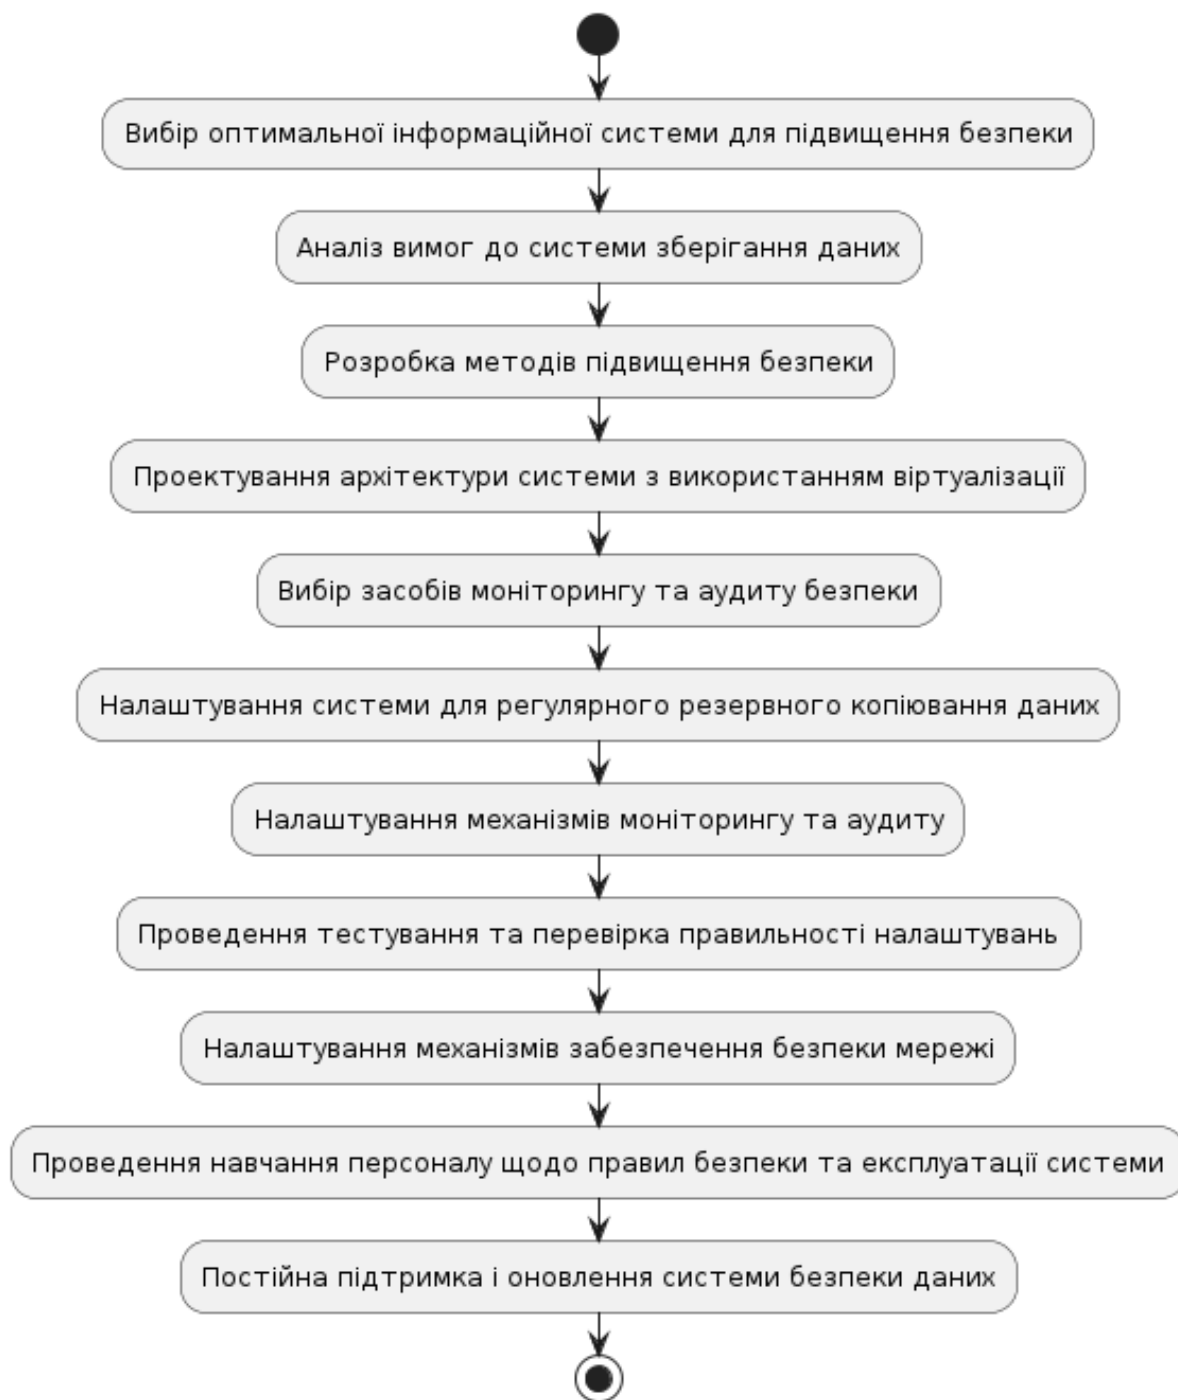 Вибір оптимальної інформаційної системи для підвищення безпеки
Аналіз вимог до системи зберігання даних
Розробка методів підвищення безпеки
Проектування архітектури системи з використанням віртуалізації
Вибір засобів моніторингу та аудиту безпеки
Налаштування системи для регулярного резервного копіювання даних
Налаштування механізмів моніторингу та аудиту
Проведення тестування та перевірка правильності налаштувань
Налаштування механізмів забезпечення безпеки мережі
Проведення навчання персоналу щодо правил безпеки та експлуатації системи
Постійна підтримка і оновлення системи безпеки даних